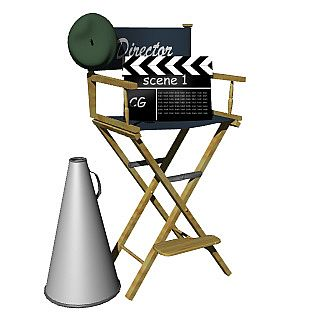 Director
scene 1
CG